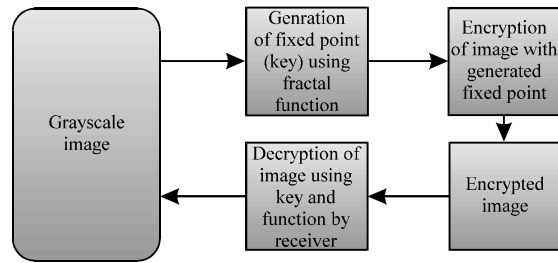 Grayscale
image
Genration
of fixed point
(key) using
fractal
function
Encryption
of image with
generated
fixed point
Encrypted
image
Decryption of
image using
key and
function by
receiver